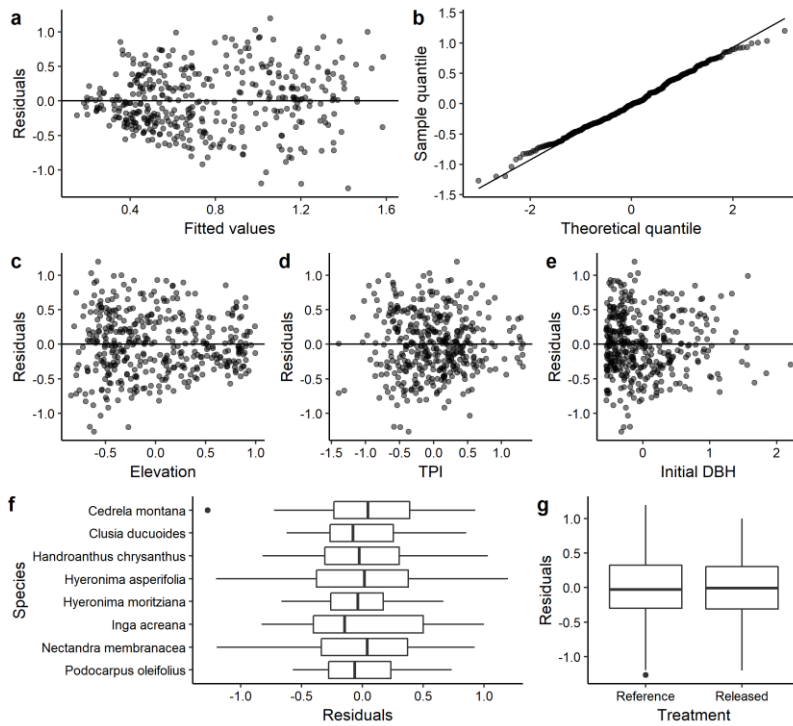 a
Residuals
1.0
0.5
0.0
-0.5
-1.0
0.4
0.8
1.2
1.6
Fitted values
b
Sample quantile
1.5
1.0
0.5
0.0
-0.5
-1.0
-1.5
-2
0
2
Theoretical quantile
c
Residuals
1.0
0.5
0.0
-0.5
-1.0
-0.5
0.0
0.5
1.0
Elevation
d
Residuals
1.0
0.5
0.0
-0.5
-1.0
-1.5
-1.0
-0.5
0.0
0.5
1.0
TPI
e
Residuals
1.0
0.5
0.0
-0.5
-1.0
0
1
2
Initial DBH
f
Species
Cedrela montana
Clusia ducuoides
Handroanthus chrysanthus
Hyeronima asperifolia
Hyeronima moritziana
Inga acreana
Nectandra membranacea
Podocarpus oleifolius
-1.0
-0.5
0.0
0.5
1.0
Residuals
g
Residuals
1.0
0.5
0.0
-0.5
-1.0
Reference
Released
Treatment